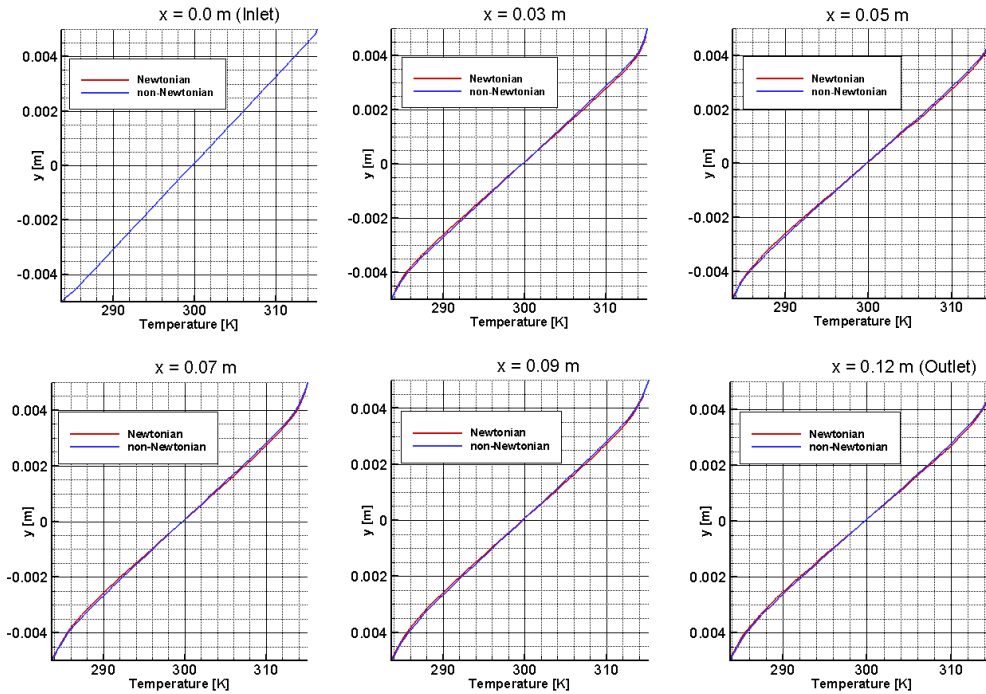 x = 0.0 m (Inlet)
0.004
0.002
0
-0.002
-0.004
y [m]
Newtonian
non-Newtonian
290
300
310
Temperature [K]
x = 0.03 m
0.004
0.002
0
-0.002
-0.004
y [m]
Newtonian
non-Newtonian
290
300
310
Temperature [K]
x = 0.05 m
0.004
0.002
0
-0.002
-0.004
y [m]
Newtonian
non-Newtonian
290
300
310
Temperature [K]
x = 0.07 m
0.004
0.002
0
-0.002
-0.004
y [m]
Newtonian
non-Newtonian
290
300
310
Temperature [K]
x = 0.09 m
0.004
0.002
0
0.002
0.004
y [m]
Newtonian
non-Newtonian
290
300
310
Temperature [K]
x = 0.12 m (Outlet)
0.004
0.002
0
0.002
0.004
y [m]
Newtonian
non-Newtonian
290
300
310
Temperature [K]